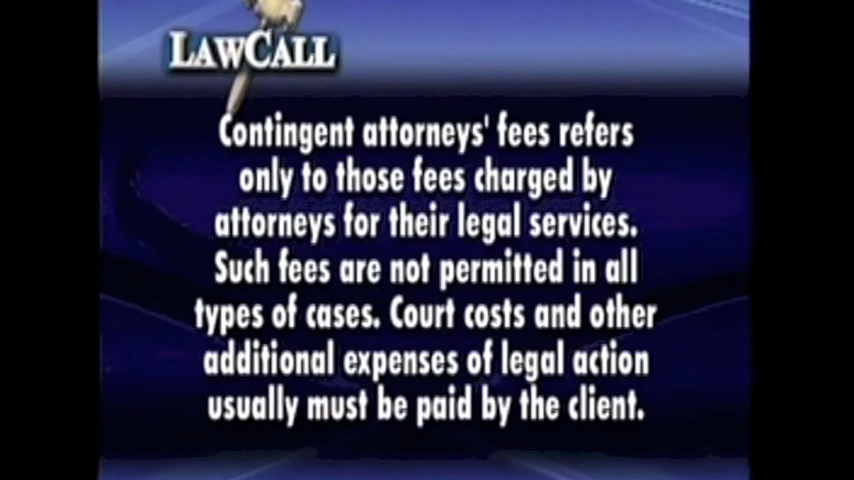 LAWCALL
Contingent attorneys' fees refers
only to those fees charged by
attorneys for their legal services.
Such fees are not permitted in all
types of cases. Court costs and other
additional expenses of legal action
usually must be paid by the client.